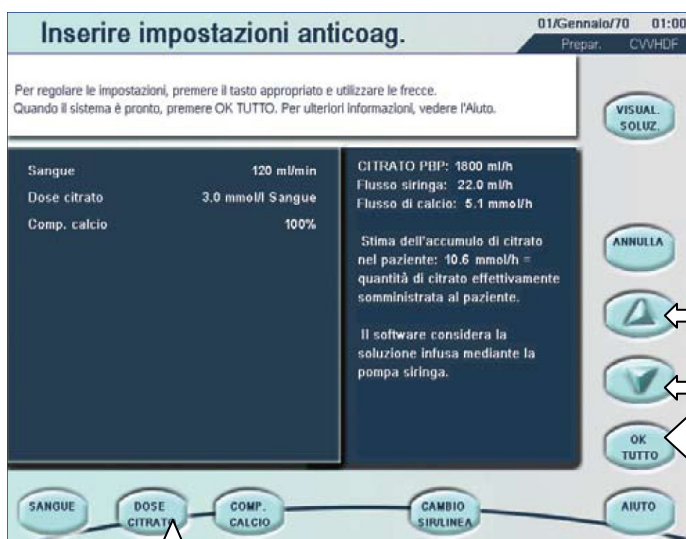 Inserire impostazioni anticoag.
01/Gennaio/70 01:00
Prepar. CVVHDF
Per regolare le impostazioni, premere il tasto appropriato e utilizzare le frecce.
Quando il sistema è pronto, premere OK TUTTO. Per ulteriori informazioni, vedere l'Aiuto.
VISUAL.
SOLUZ.
Sangue 120 ml/min
Dose citrato 3,0 mmol/l Sangue
Comp. calcio 100%
CITRATO PBP: 1800 ml/h
Flusso siringa: 22.0 ml/h
Flusso di calcio: 5.1 mmol/h
Stima dell'accumulo di citrato
nel paziente: 10.6 mmol/h =
quantità di citrato effettivamente
somministrata al paziente.
Il software considera la
soluzione infusa mediante la
pompa siringa.
ANNULLA
OK
TUTTO
SANGUE
DOSE
CITRATO
COMP.
CALCIO
CAMBIO
SIR/LINEA
AIUTO